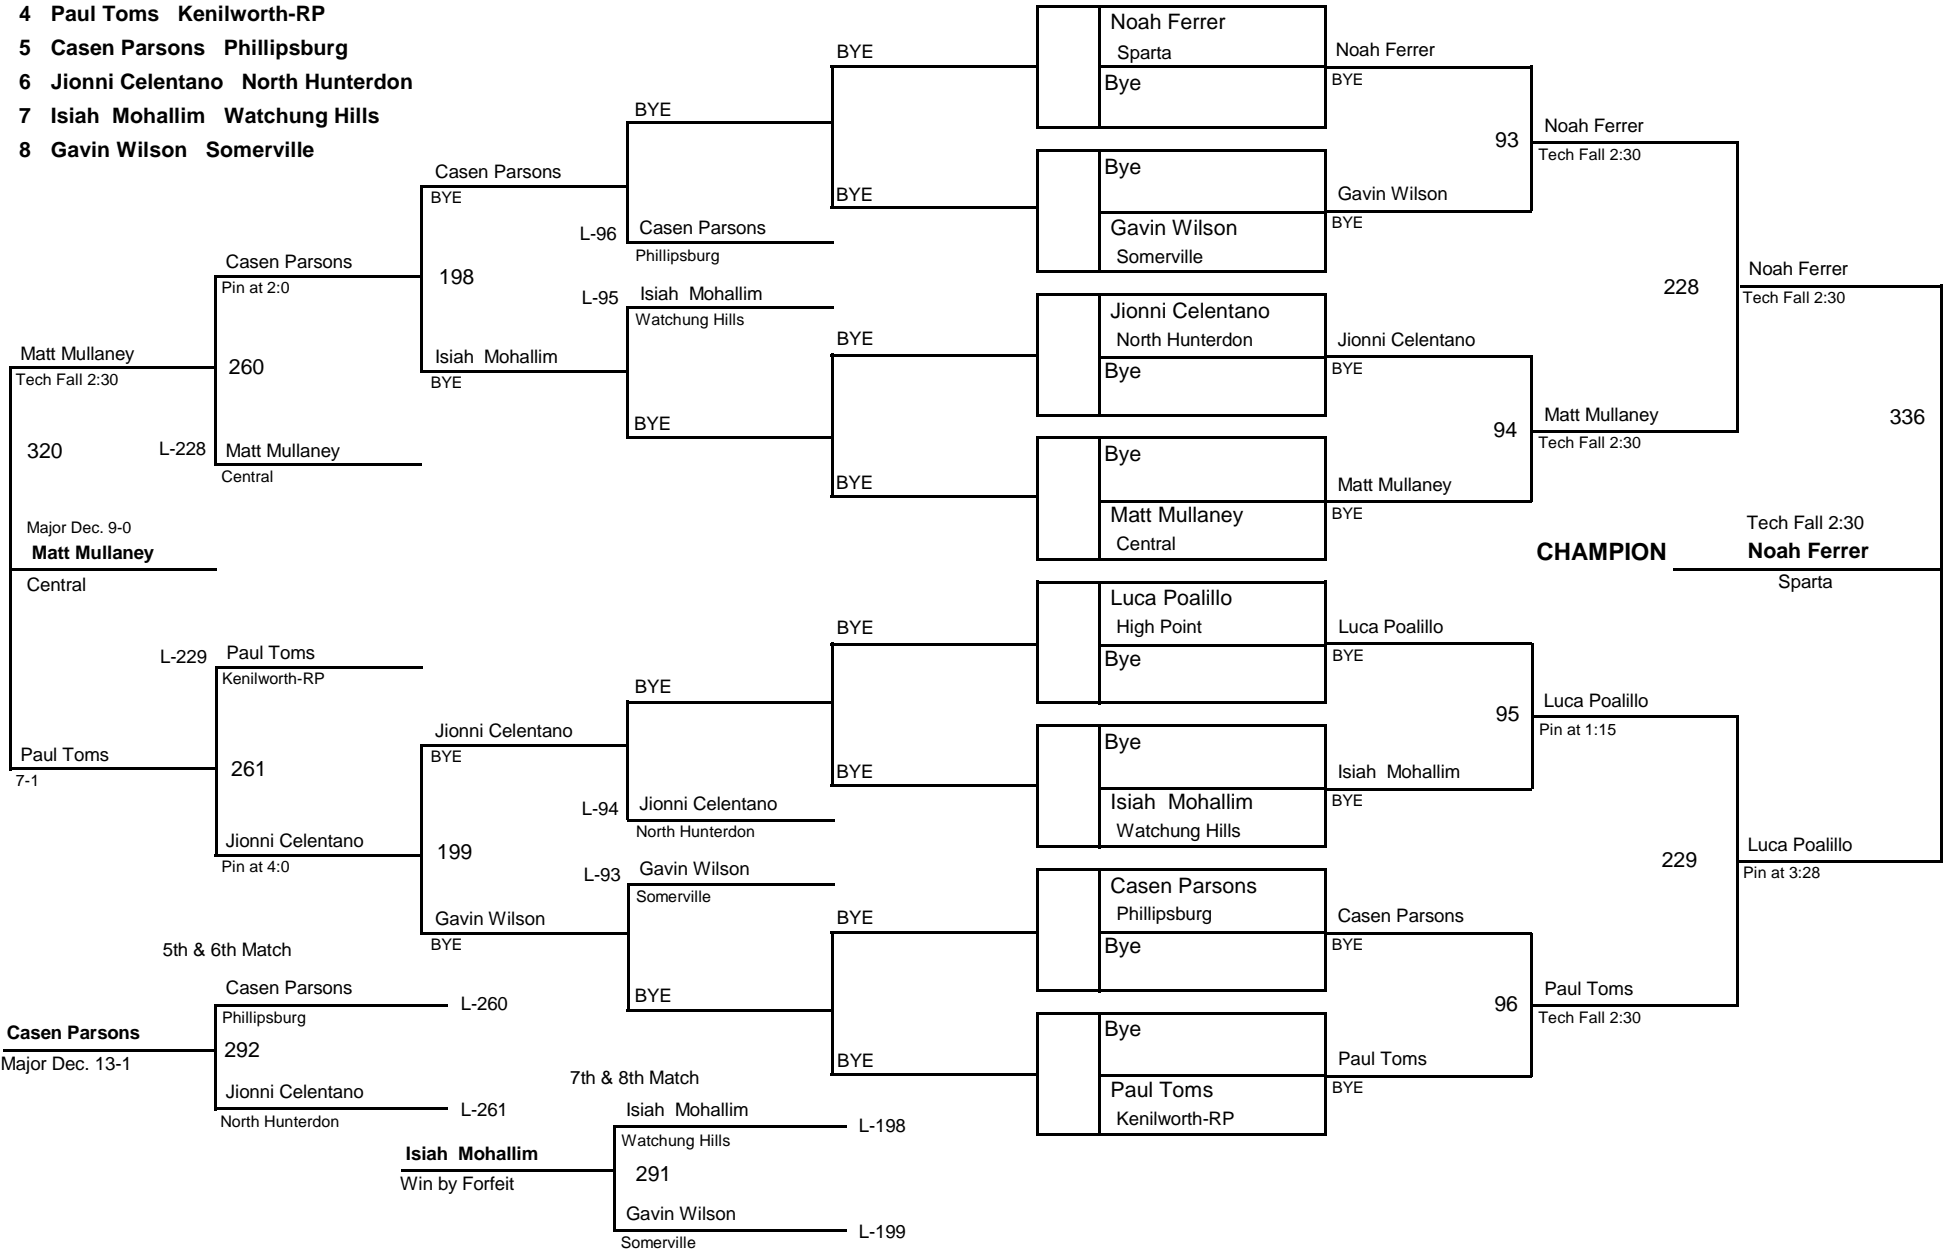 4 Paul Toms Kenilworth-RP
5 Casen Parsons Phillipsburg
6 Jionni Celentano North Hunterdon
7 Isiah Mohallim Watchung Hills
8 Gavin Wilson Somerville
Matt Mullaney
Tech Fall 2:30
320
Major Dec. 9-0
Matt Mullaney
Central
Paul Toms
7-1
Casen Parsons
Pin at 2:0
260
L-228 Matt Mullaney
Central
L-229 Paul Toms
Kenilworth-RP
261
Jionni Celentano
Pin at 4:0
Casen Parsons
BYE
198
Isiah Mohallim
BYE
Jionni Celentano
BYE
199
Gavin Wilson
BYE
BYE
L-96 Casen Parsons
Phillipsburg
L-95 Isiah Mohallim
Watchung Hills
BYE
BYE
L-94 Jionni Celentano
North Hunterdon
L-93 Gavin Wilson
Somerville
BYE
BYE
BYE
BYE
BYE
BYE
BYE
BYE
BYE
Noah Ferrer
Sparta
Bye
Bye
Gavin Wilson
Somerville
Jionni Celentano
North Hunterdon
Bye
Bye
Matt Mullaney
Central
Luca Poalillo
High Point
Bye
Bye
Isiah Mohallim
Watchung Hills
Casen Parsons
Phillipsburg
Bye
Bye
Paul Toms
Kenilworth-RP
Noah Ferrer
BYE
93
Gavin Wilson
BYE
Jionni Celentano
BYE
94
Matt Mullaney
BYE
Luca Poalillo
BYE
95
Isiah Mohallim
BYE
Casen Parsons
BYE
96
Paul Toms
BYE
Noah Ferrer
Tech Fall 2:30
228
Matt Mullaney
Tech Fall 2:30
Luca Poalillo
Pin at 1:15
229
Paul Toms
Tech Fall 2:30
Noah Ferrer
Tech Fall 2:30
336
Tech Fall 2:30
CHAMPION Noah Ferrer
Sparta
Luca Poalillo
Pin at 3:28
5th & 6th Match
Casen Parsons L-260
Phillipsburg
Casen Parsons
292
Major Dec. 13-1
Jionni Celentano L-261
North Hunterdon
7th & 8th Match
Isiah Mohallim L-198
Watchung Hills
Isiah Mohallim
291
Win by Forfeit
Gavin Wilson L-199
Somerville